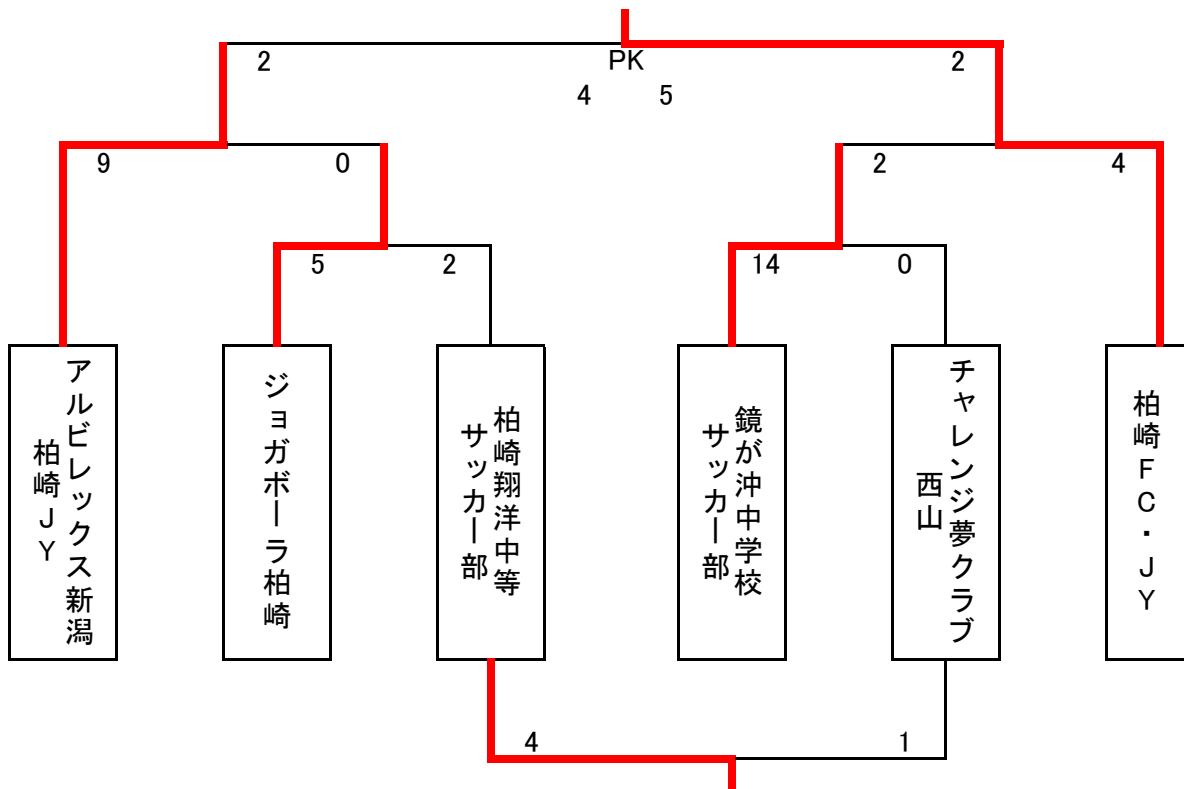 2
PK
2
4
5
9
0
2
4
5
2
14
0
アルビレックス新潟
柏崎JY
ジョガボーラ柏崎
柏崎翔洋中等
サッカー部
鏡が沖中学校
サッカー部
チャレンジ夢クラブ
西山
柏崎FC・JY
4
1